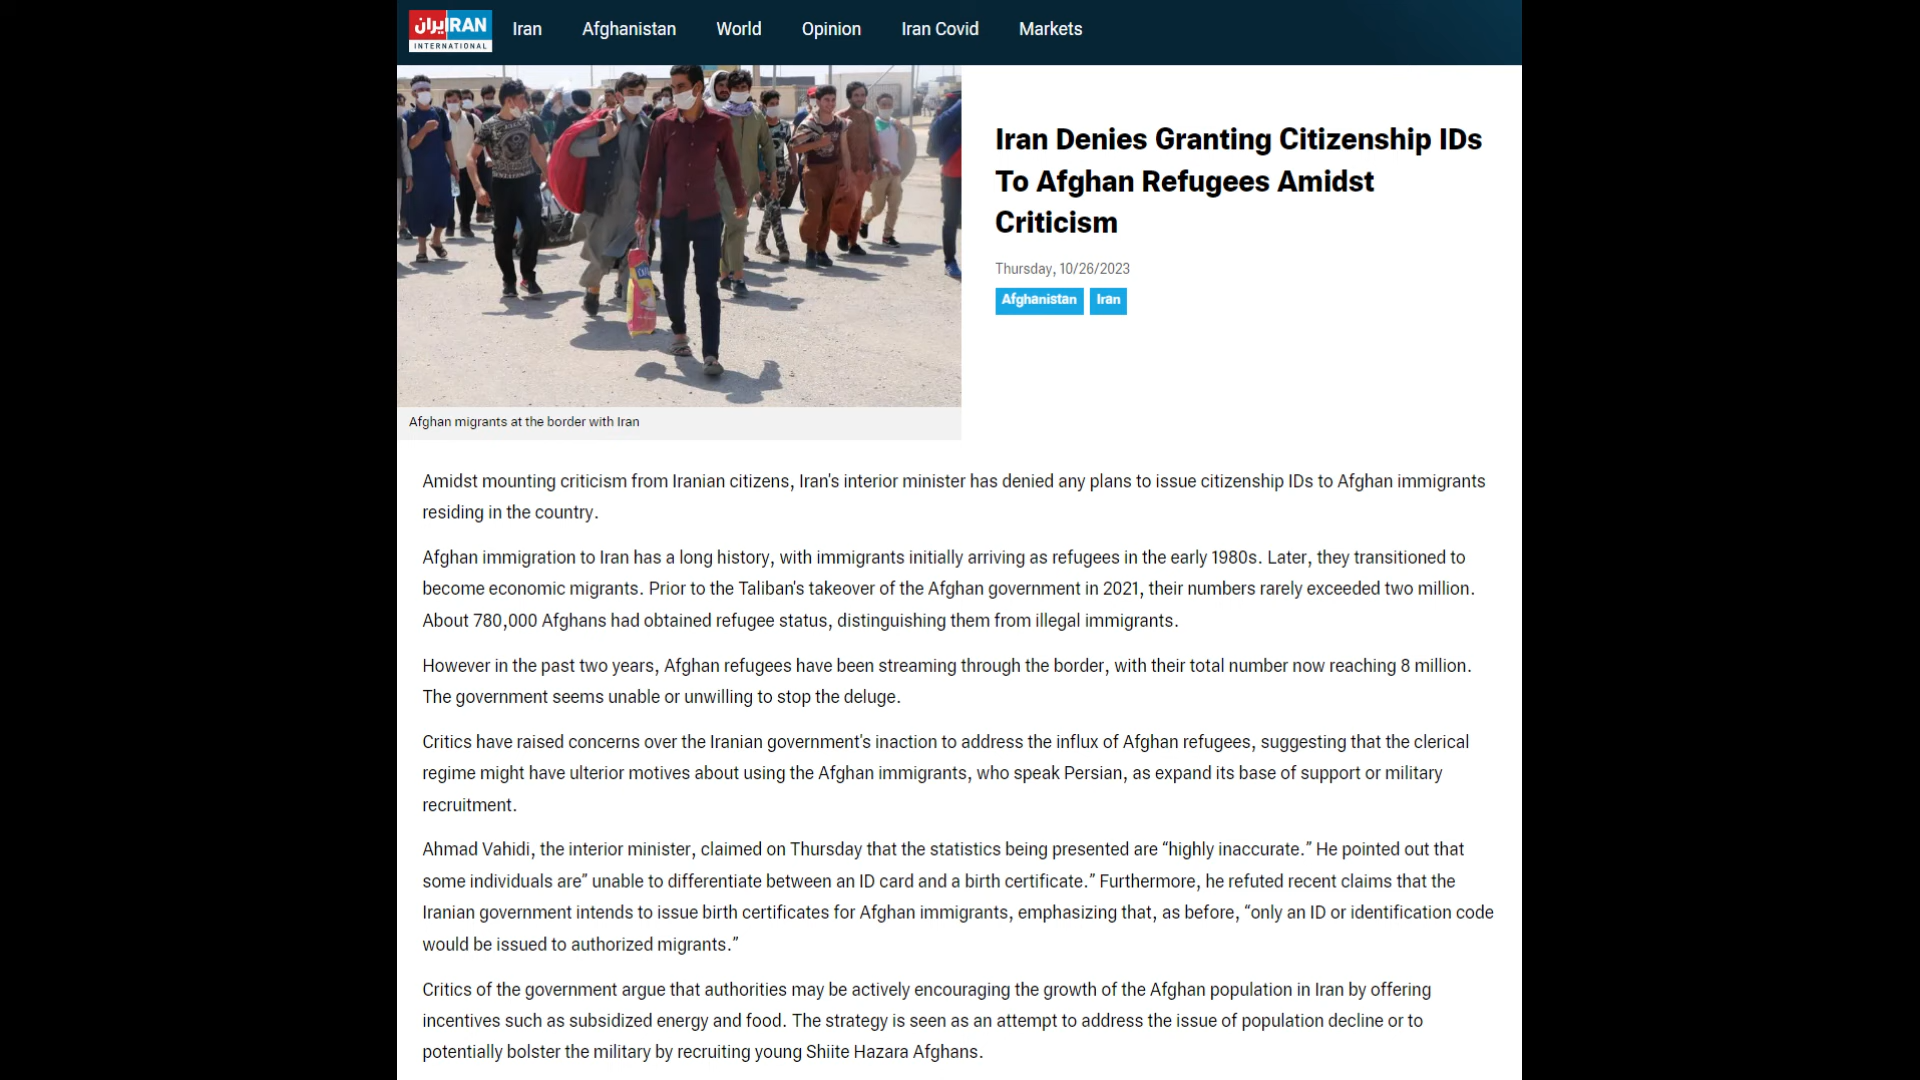 ایران IRAN
INTERNATIONAL
Iran Afghanistan World Opinion Iran Covid Markets
Iran Denies Granting Citizenship IDs
To Afghan Refugees Amidst
Criticism
Thursday, 10/26/2023
Afghanistan Iran
Afghan migrants at the border with Iran
Amidst mounting criticism from Iranian citizens, Iran's interior minister has denied any plans to issue citizenship IDs to Afghan immigrants
residing in the country.
Afghan immigration to Iran has a long history, with immigrants initially arriving as refugees in the early 1980s. Later, they transitioned to
become economic migrants. Prior to the Taliban's takeover of the Afghan government in 2021, their numbers rarely exceeded two million.
About 780,000 Afghans had obtained refugee status, distinguishing them from illegal immigrants.
However in the past two years, Afghan refugees have been streaming through the border, with their total number now reaching 8 million.
The government seems unable or unwilling to stop the deluge.
Critics have raised concerns over the Iranian government's inaction to address the influx of Afghan refugees, suggesting that the clerical
regime might have ulterior motives about using the Afghan immigrants, who speak Persian, as expand its base of support or military
recruitment.
Ahmad Vahidi, the interior minister, claimed on Thursday that the statistics being presented are “highly inaccurate.” He pointed out that
some individuals are” unable to differentiate between an ID card and a birth certificate.” Furthermore, he refuted recent claims that the
Iranian government intends to issue birth certificates for Afghan immigrants, emphasizing that, as before, “only an ID or identification code
would be issued to authorized migrants.”
Critics of the government argue that authorities may be actively encouraging the growth of the Afghan population in Iran by offering
incentives such as subsidized energy and food. The strategy is seen as an attempt to address the issue of population decline or to
potentially bolster the military by recruiting young Shiite Hazara Afghans.